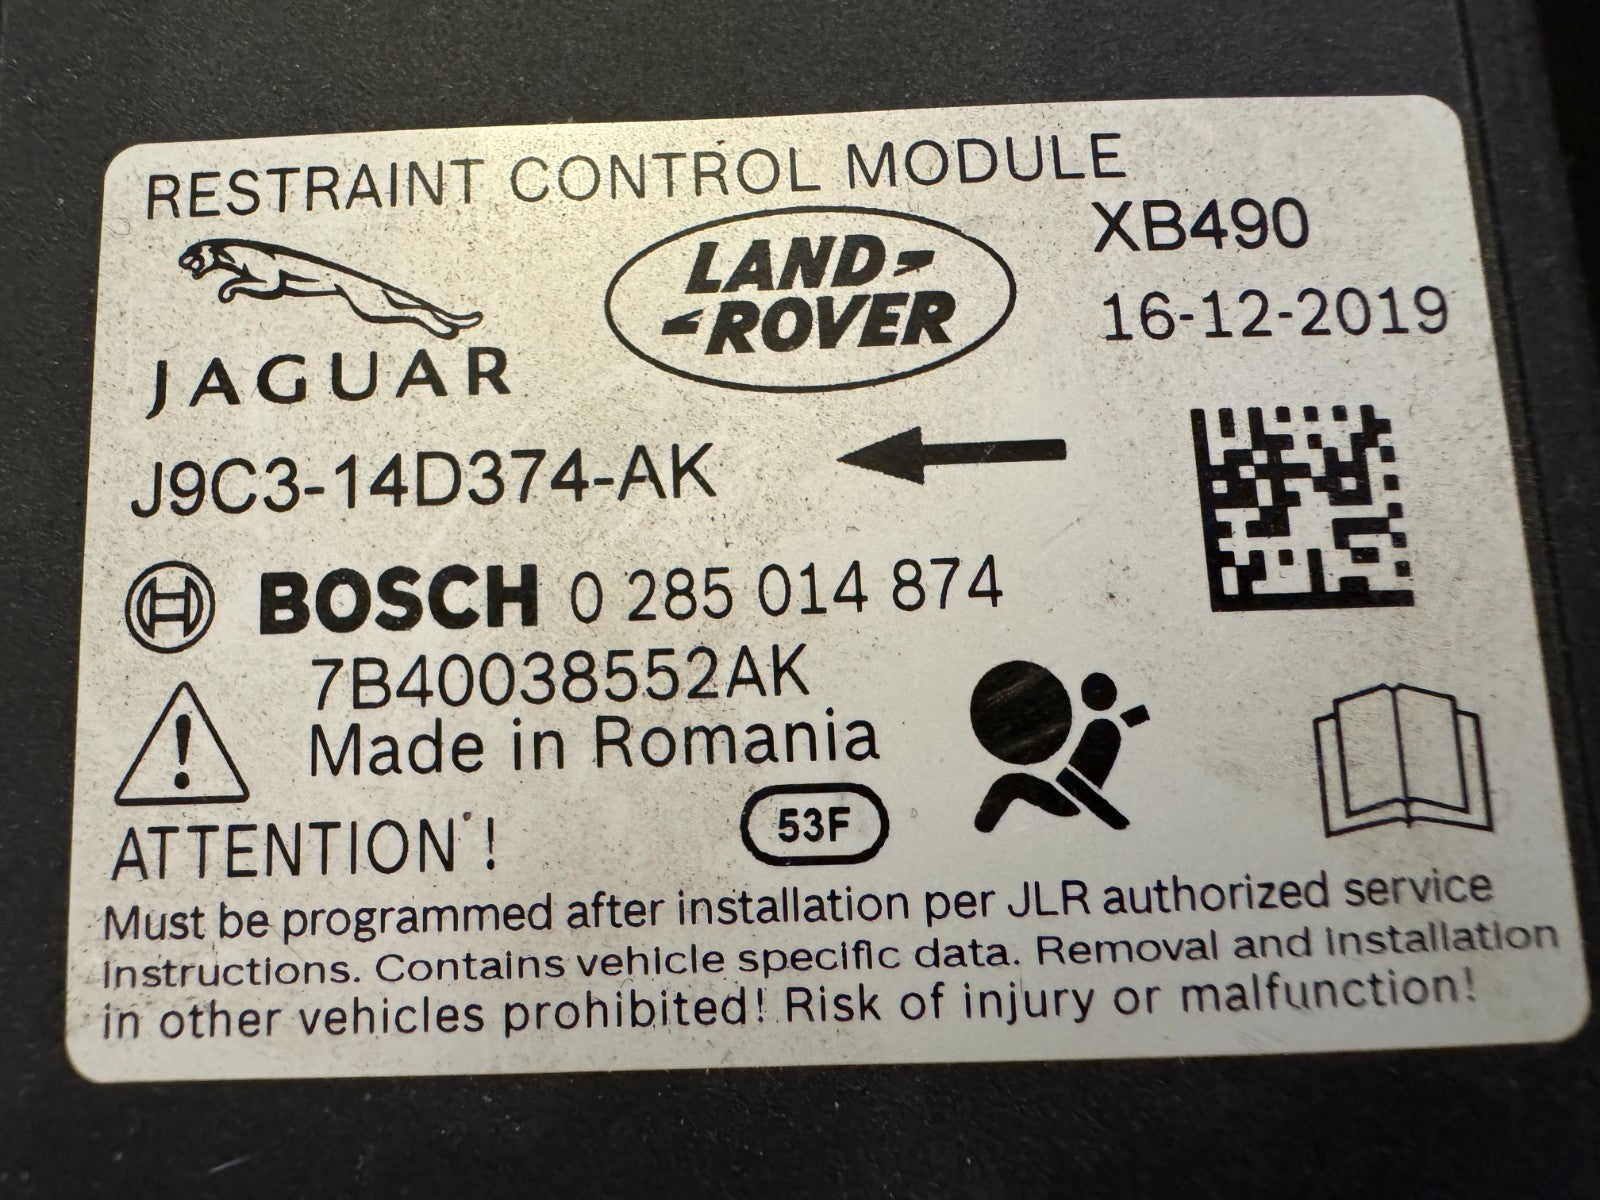 RESTRAINT CONTROL MODULE
XB490
LAND-
-ROVER
16-12-2019
JAGUAR
J9C3-14D374-AK
BOSCH 0 285 014 874
7B40038552AK
Made in Romania
53F
ATTENTION !
Must be programmed after installation per JLR authorized service
instructions. Contains vehicle specific data. Removal and installation
in other vehicles prohibited! Risk of injury or malfunction!